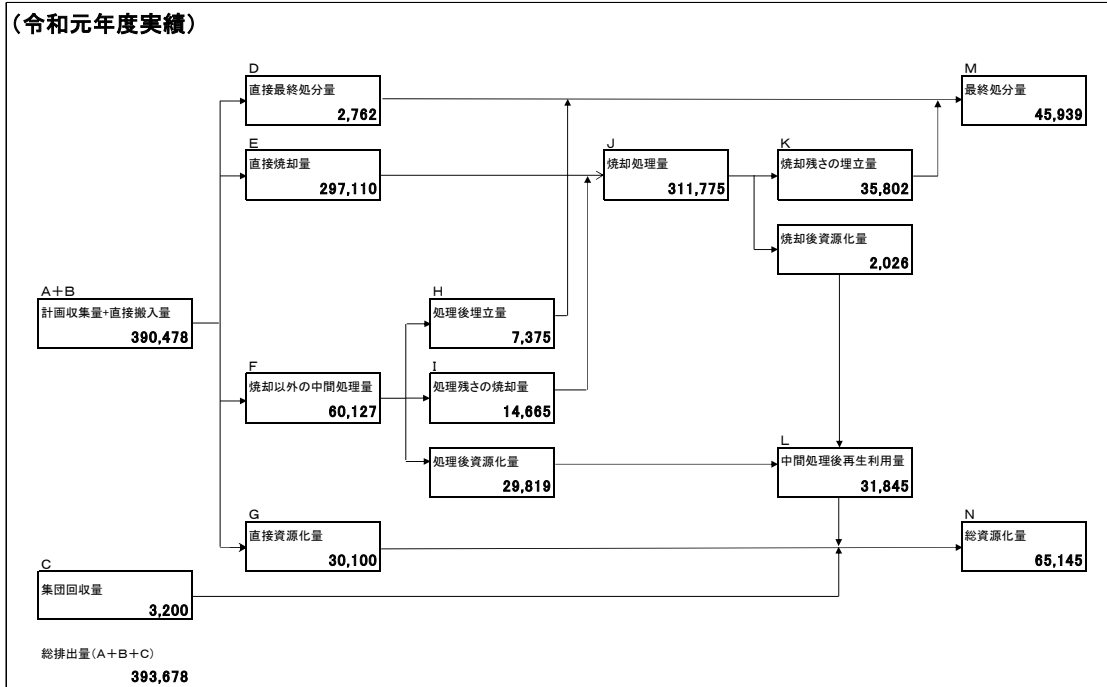 (令和元年度実績)
D
直接最終処分量
2,762
M
最終処分量
45,939
E
直接焼却量
297,110
J
焼却処理量
311,775
K
焼却残さの埋立量
35,802
焼却後資源化量
2,026
A+B
計画収集量+直接搬入量
390,478
H
処理後埋立量
7,375
F
焼却以外の中間処理量
60,127
I
処理残さの焼却量
14,665
処理後資源化量
29,819
L
中間処理後再生利用量
31,845
G
直接資源化量
30,100
N
総資源化量
65,145
C
集団回収量
3,200
総排出量(A+B+C)
393,678